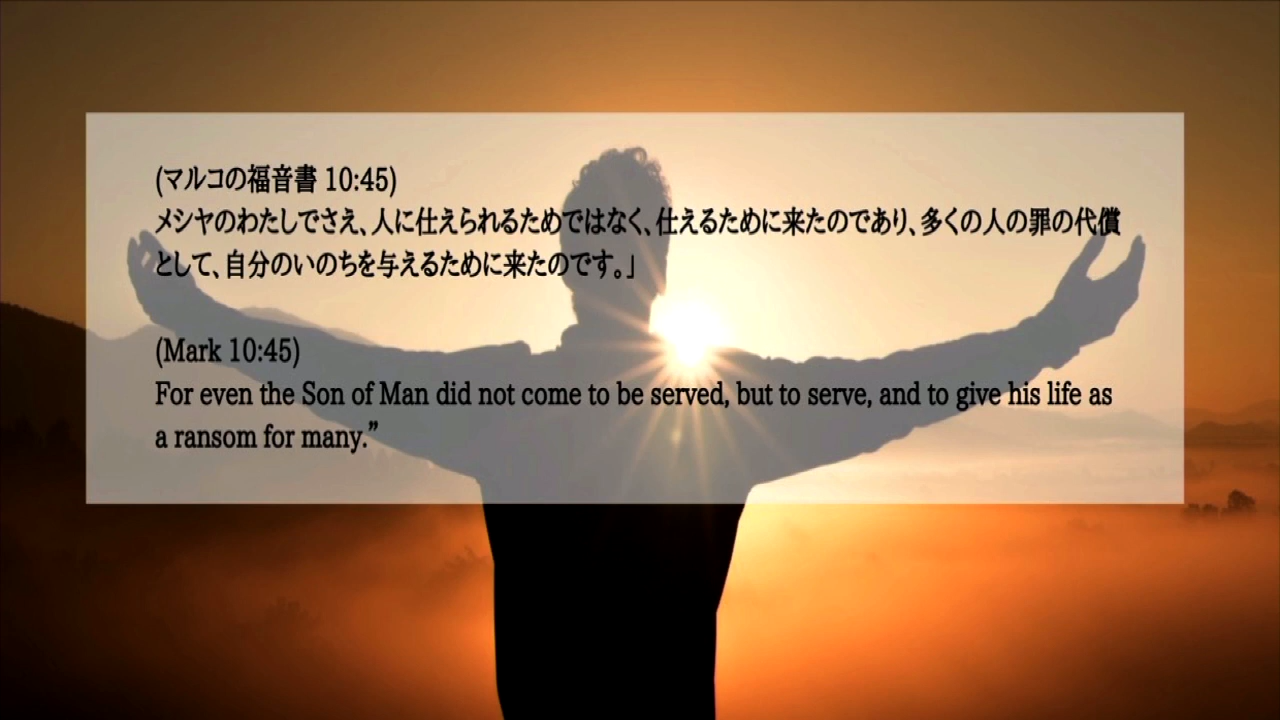 (マルコの福音書 10:45)
メシヤのわたしでさえ、人に仕えられるためではなく、仕えるために来たのであり、多くの人の罪の代償
として、自分のいのちを与えるために来たのです。」
(Mark 10:45)
For even the Son of Man did not come to be served, but to serve, and to give his life as
a ransom for many.”